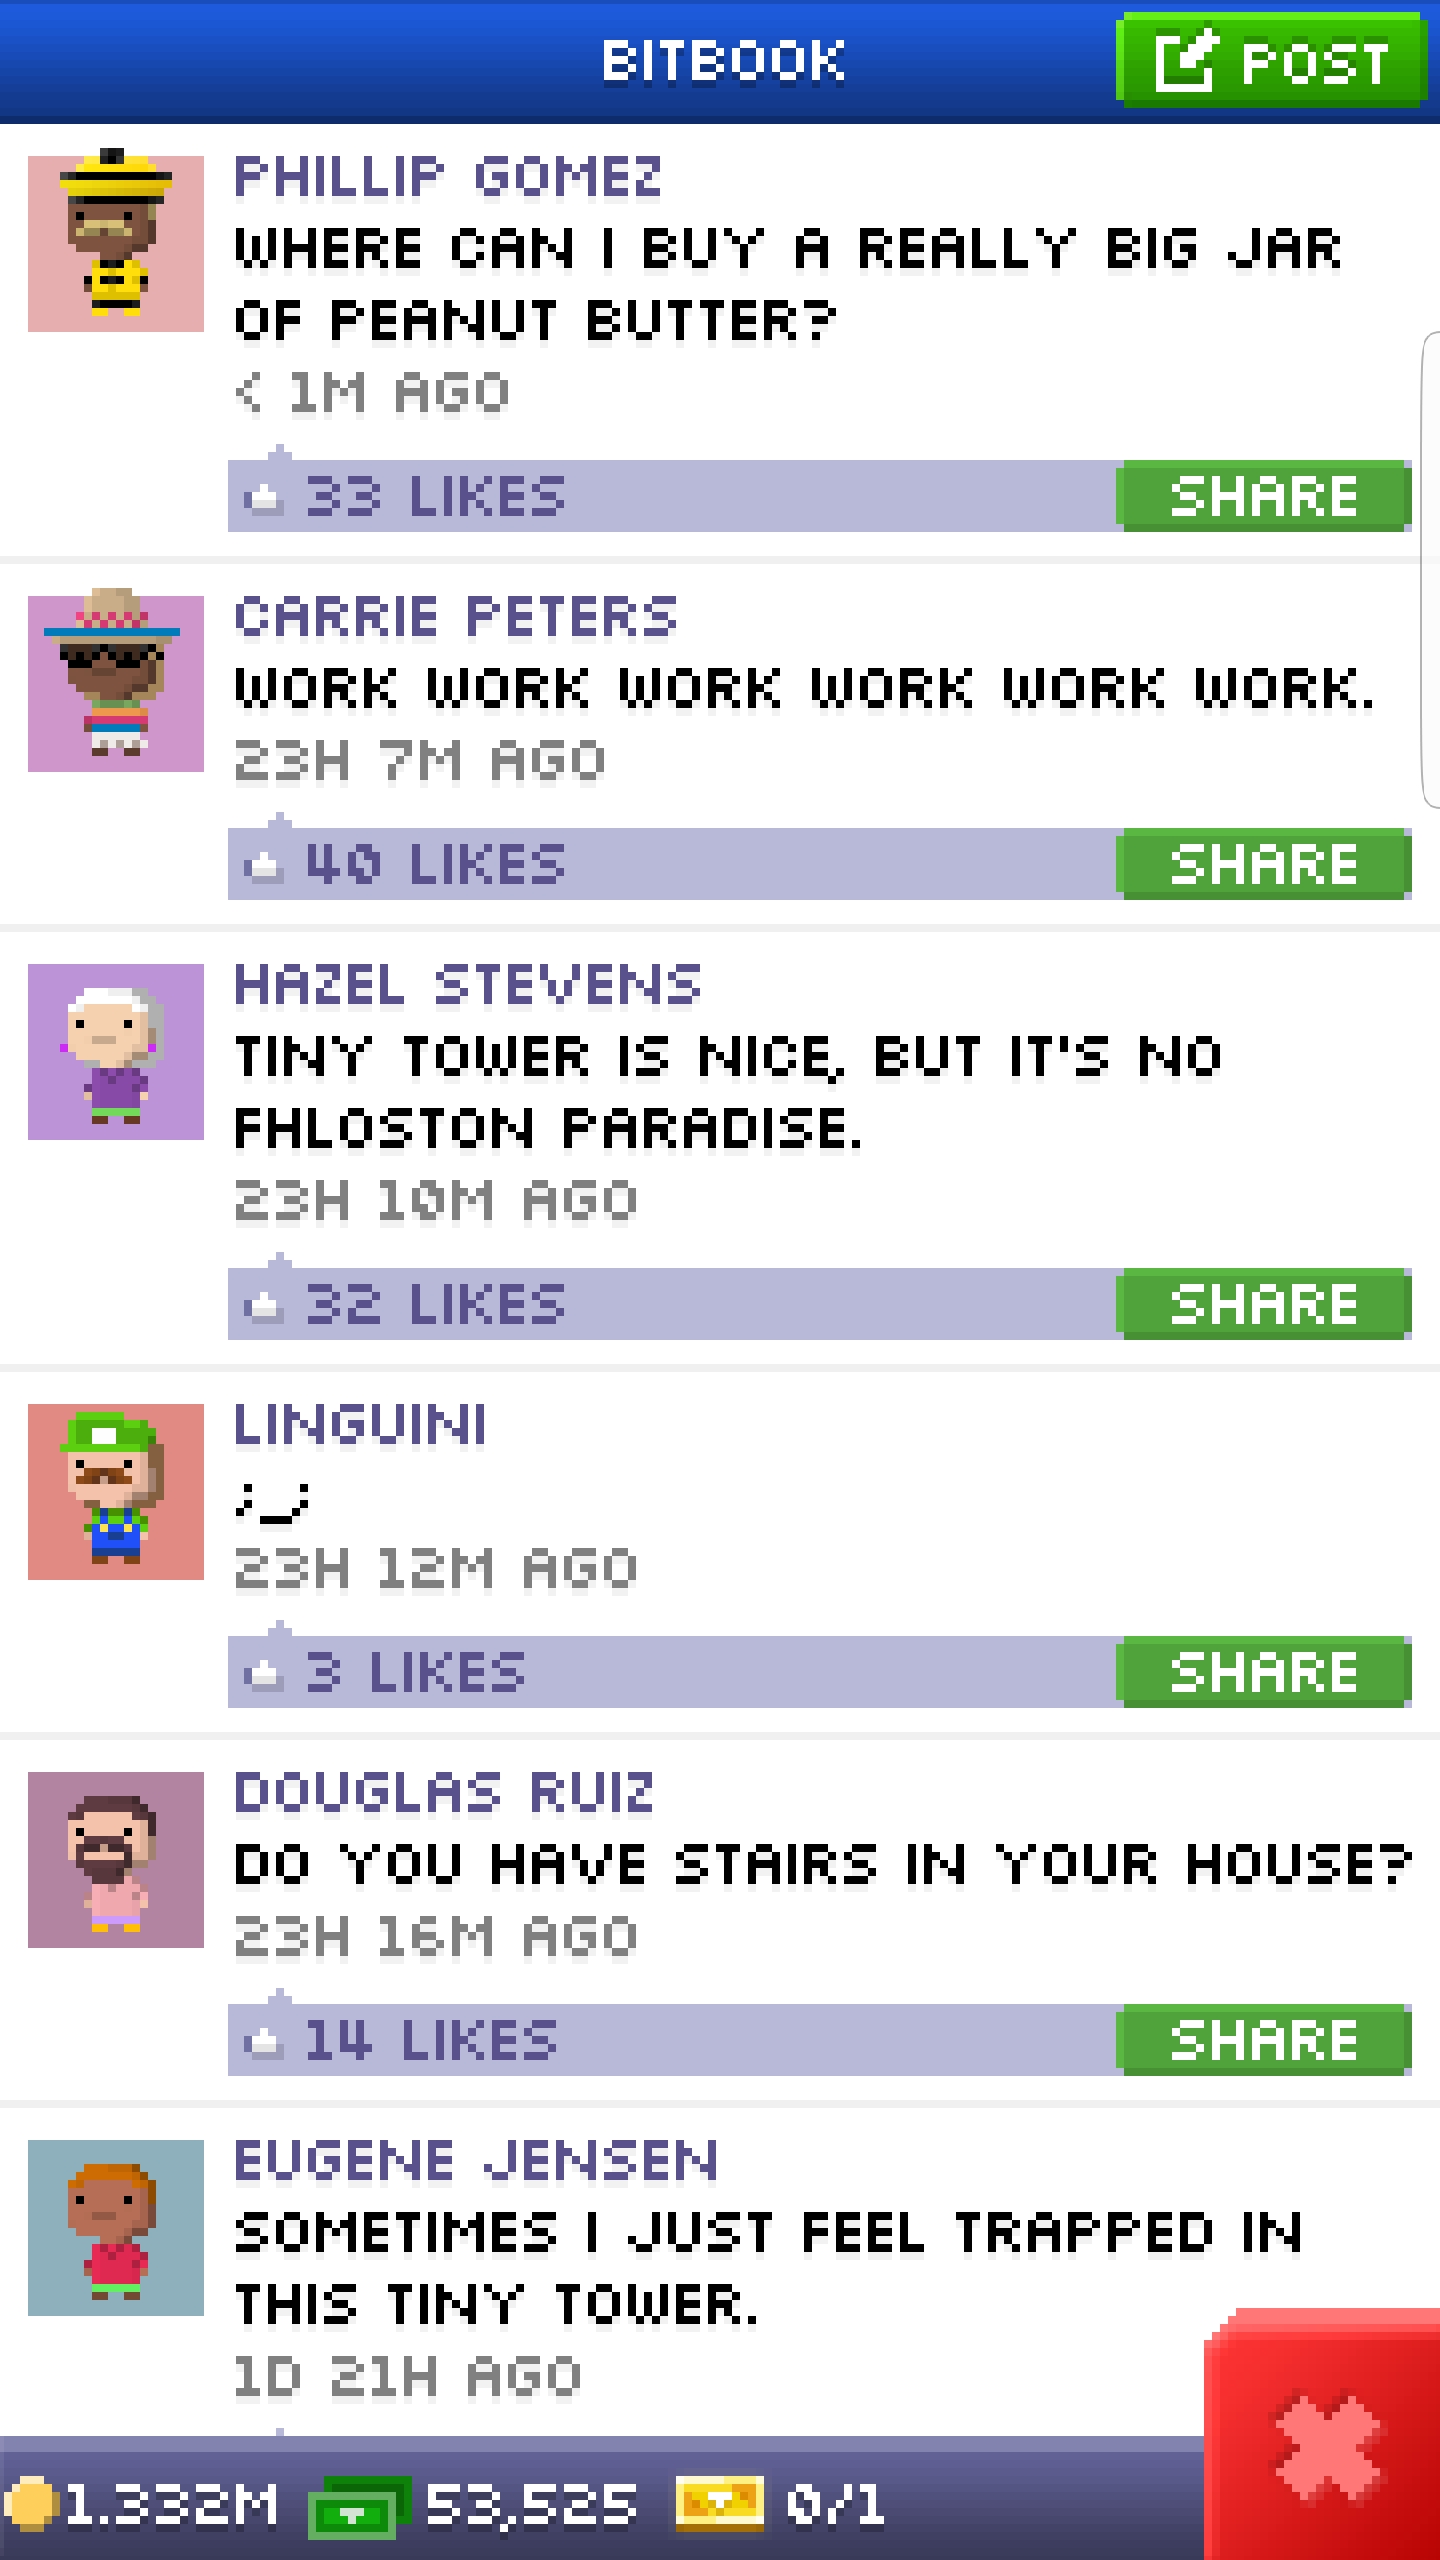 BITBOOK
POST
PHILLIP GOMEZ
WHERE CAN I BUY A REALLY BIG JAR
OF PEANUT BUTTER?
< 1M AGO
33 LIKES
SHARE
CARRIE PETERS
WORK WORK WORK WORK WORK WORK.
23H 7M AGO
40 LIKES
SHARE
HAZEL STEVENS
TINY TOWER IS NICE, BUT IT'S NO
FHLOSTON PARADISE.
23H 10M AGO
32 LIKES
SHARE
LINGUINI
;_;
23H 12M AGO
3 LIKES
SHARE
DOUGLAS RUIZ
DO YOU HAVE STAIRS IN YOUR HOUSE?
23H 16M AGO
14 LIKES
SHARE
EUGENE JENSEN
SOMETIMES I JUST FEEL TRAPPED IN
THIS TINY TOWER.
1D 21H AGO
1.332M 53,525 0/1